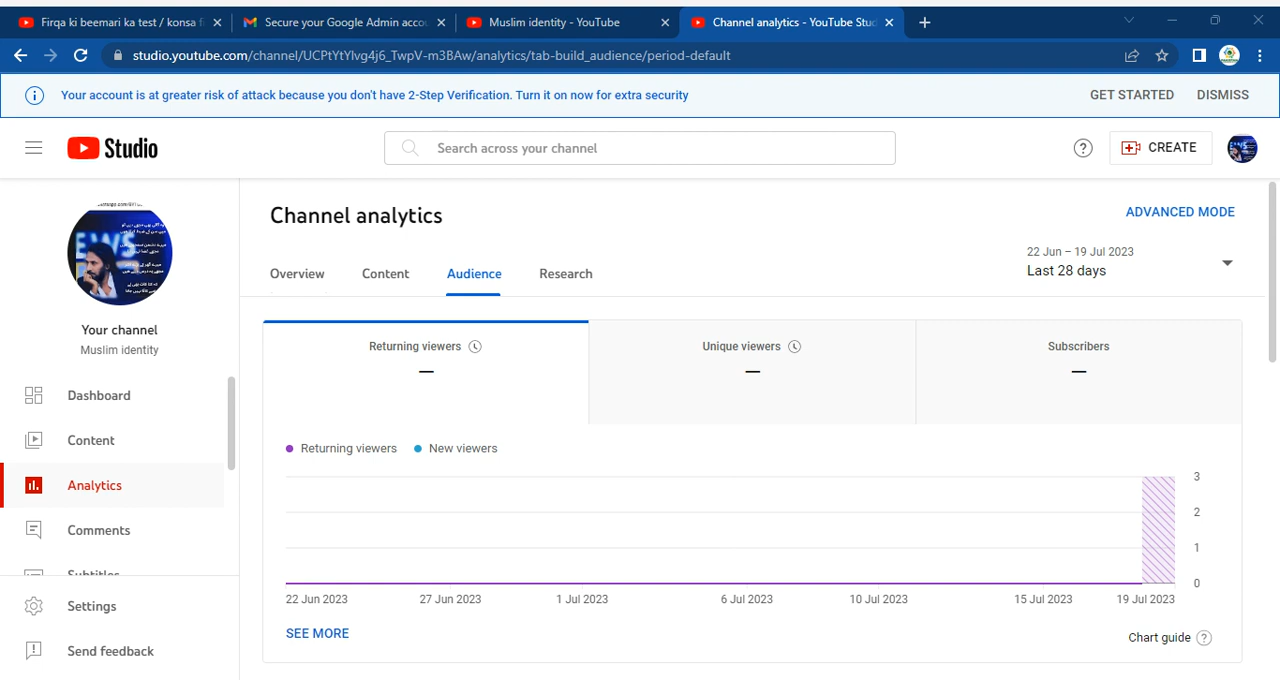 Firqa ki beemari ka test / konsa fi
Secure your Google Admin accou
Muslim identity - YouTube
Channel analytics - YouTube Stud
studio.youtube.com/channel/UCPtYtYlvg4j6_TwpV-m3BAw/analytics/tab-build_audience/period-default
Your account is at greater risk of attack because you don't have 2-Step Verification. Turn it on now for extra security
GET STARTED
DISMISS
Studio
Search across your channel
CREATE
Channel analytics
ADVANCED MODE
22 Jun – 19 Jul 2023
Last 28 days
Overview
Content
Audience
Research
Your channel
Muslim identity
Dashboard
Content
Analytics
Comments
Subtitles
Settings
Send feedback
Returning viewers
—
Unique viewers
—
Subscribers
—
Returning viewers
New viewers
3
2
1
0
22 Jun 2023
27 Jun 2023
1 Jul 2023
6 Jul 2023
10 Jul 2023
15 Jul 2023
19 Jul 2023
SEE MORE
Chart guide